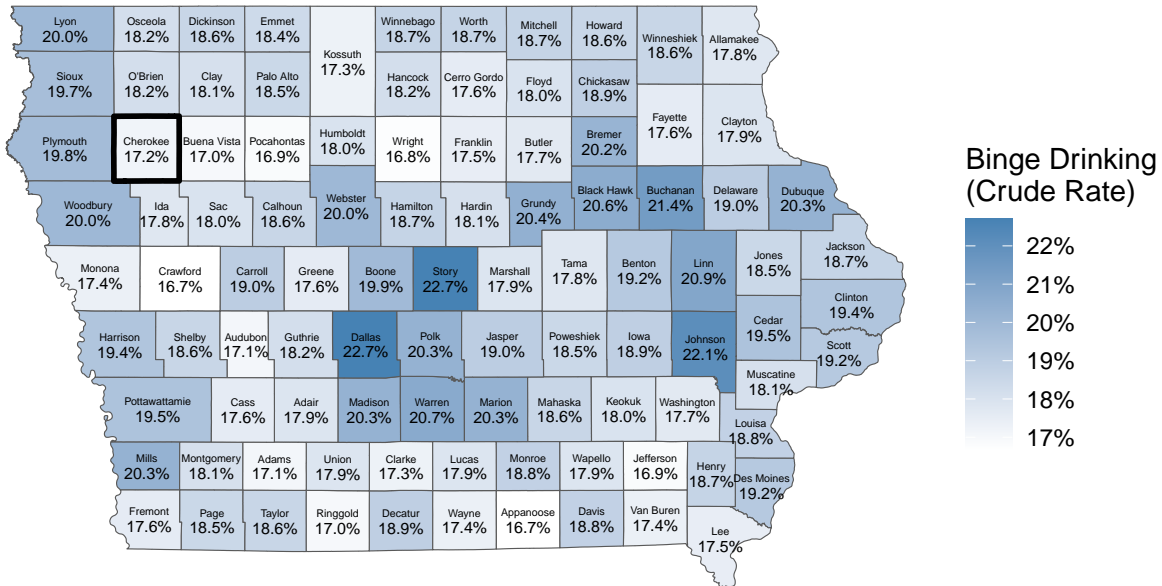 Lyon
20.0%
Osceola
18.2%
Dickinson
18.6%
Emmet
18.4%
Kossuth
17.3%
Winnebago
18.7%
Worth
18.7%
Mitchell
18.7%
Howard
18.6%
Winneshiek
18.6%
Allamakee
17.8%
Sioux
19.7%
O'Brien
18.2%
Clay
18.1%
Palo Alto
18.5%
Hancock
18.2%
Cerro Gordo
17.6%
Floyd
18.0%
Chickasaw
18.9%
Fayette
17.6%
Clayton
17.9%
Plymouth
19.8%
Cherokee
17.2%
Buena Vista
17.0%
Pocahontas
16.9%
Humboldt
18.0%
Wright
16.8%
Franklin
17.5%
Butler
17.7%
Bremer
20.2%
Woodbury
20.0%
Ida
17.8%
Sac
18.0%
Calhoun
18.6%
Webster
20.0%
Hamilton
18.7%
Hardin
18.1%
Grundy
20.4%
Black Hawk
20.6%
Buchanan
21.4%
Delaware
19.0%
Dubuque
20.3%
Monona
17.4%
Crawford
16.7%
Carroll
19.0%
Greene
17.6%
Boone
19.9%
Story
22.7%
Marshall
17.9%
Tama
17.8%
Benton
19.2%
Linn
20.9%
Jones
18.5%
Jackson
18.7%
Clinton
19.4%
Harrison
19.4%
Shelby
18.6%
Audubon
17.1%
Guthrie
18.2%
Dallas
22.7%
Polk
20.3%
Jasper
19.0%
Poweshiek
18.5%
Iowa
18.9%
Johnson
22.1%
Cedar
19.5%
Scott
19.2%
Muscatine
18.1%
Pottawattamie
19.5%
Cass
17.6%
Adair
17.9%
Madison
20.3%
Warren
20.7%
Marion
20.3%
Mahaska
18.6%
Keokuk
18.0%
Washington
17.7%
Louisa
18.8%
Mills
20.3%
Montgomery
18.1%
Adams
17.1%
Union
17.9%
Clarke
17.3%
Lucas
17.9%
Monroe
18.8%
Wapello
17.9%
Jefferson
16.9%
Henry
18.7%
Des Moines
19.2%
Fremont
17.6%
Page
18.5%
Taylor
18.6%
Ringgold
17.0%
Decatur
18.9%
Wayne
17.4%
Appanoose
16.7%
Davis
18.8%
Van Buren
17.4%
Lee
17.5%
Binge Drinking
(Crude Rate)
22%
21%
20%
19%
18%
17%